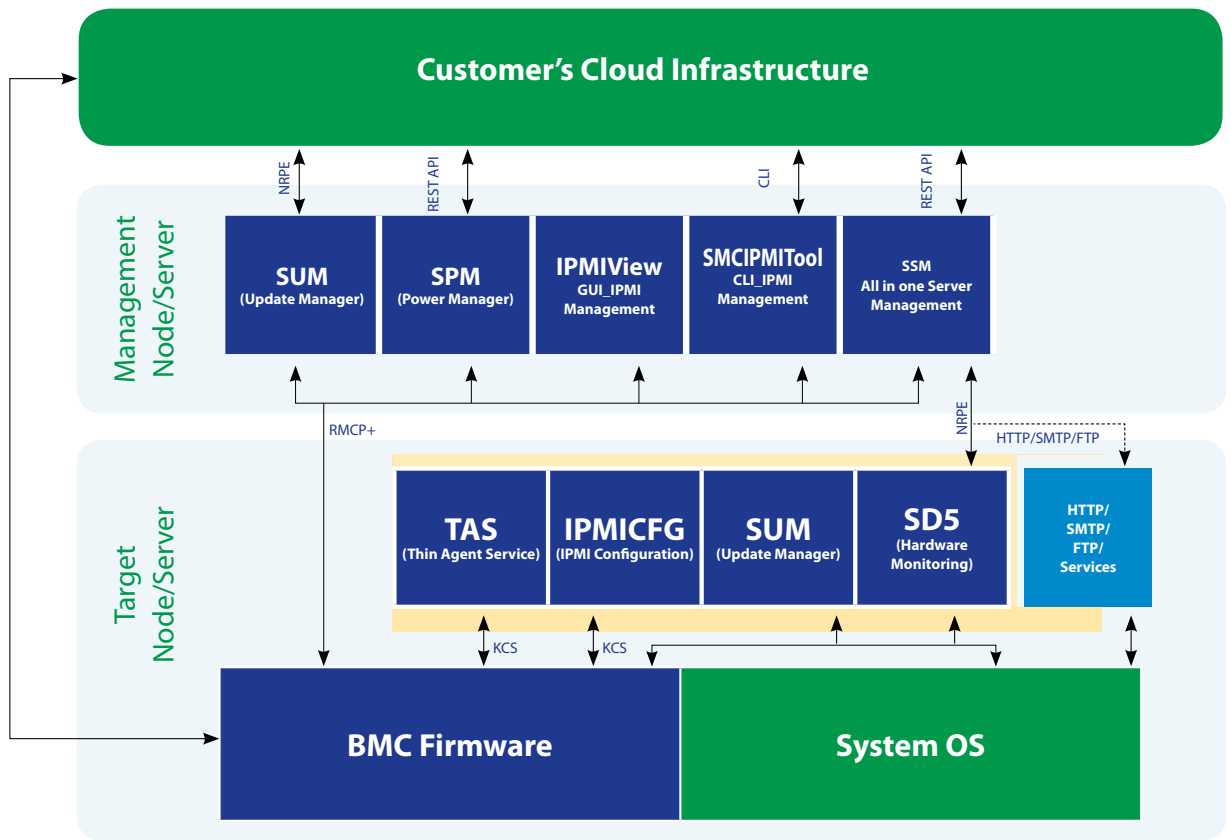 Customer's Cloud Infrastructure
NRPE
REST API
CLI
REST API
Management
Node/Server
SUM
(Update Manager)
SPM
(Power Manager)
IPMIView
GUI_IPMI
Management
SMCIPMITool
CLI_IPMI
Management
SSM
All in one Server
Management
RMCP+
NRPE
HTTP/SMTP/FTP
Target
Node/Server
TAS
(Thin Agent Service)
IPMICFG
(IPMI Configuration)
SUM
(Update Manager)
SD5
(Hardware
Monitoring)
HTTP/
SMTP/
FTP/
Services
KCS
KCS
BMC Firmware
System OS